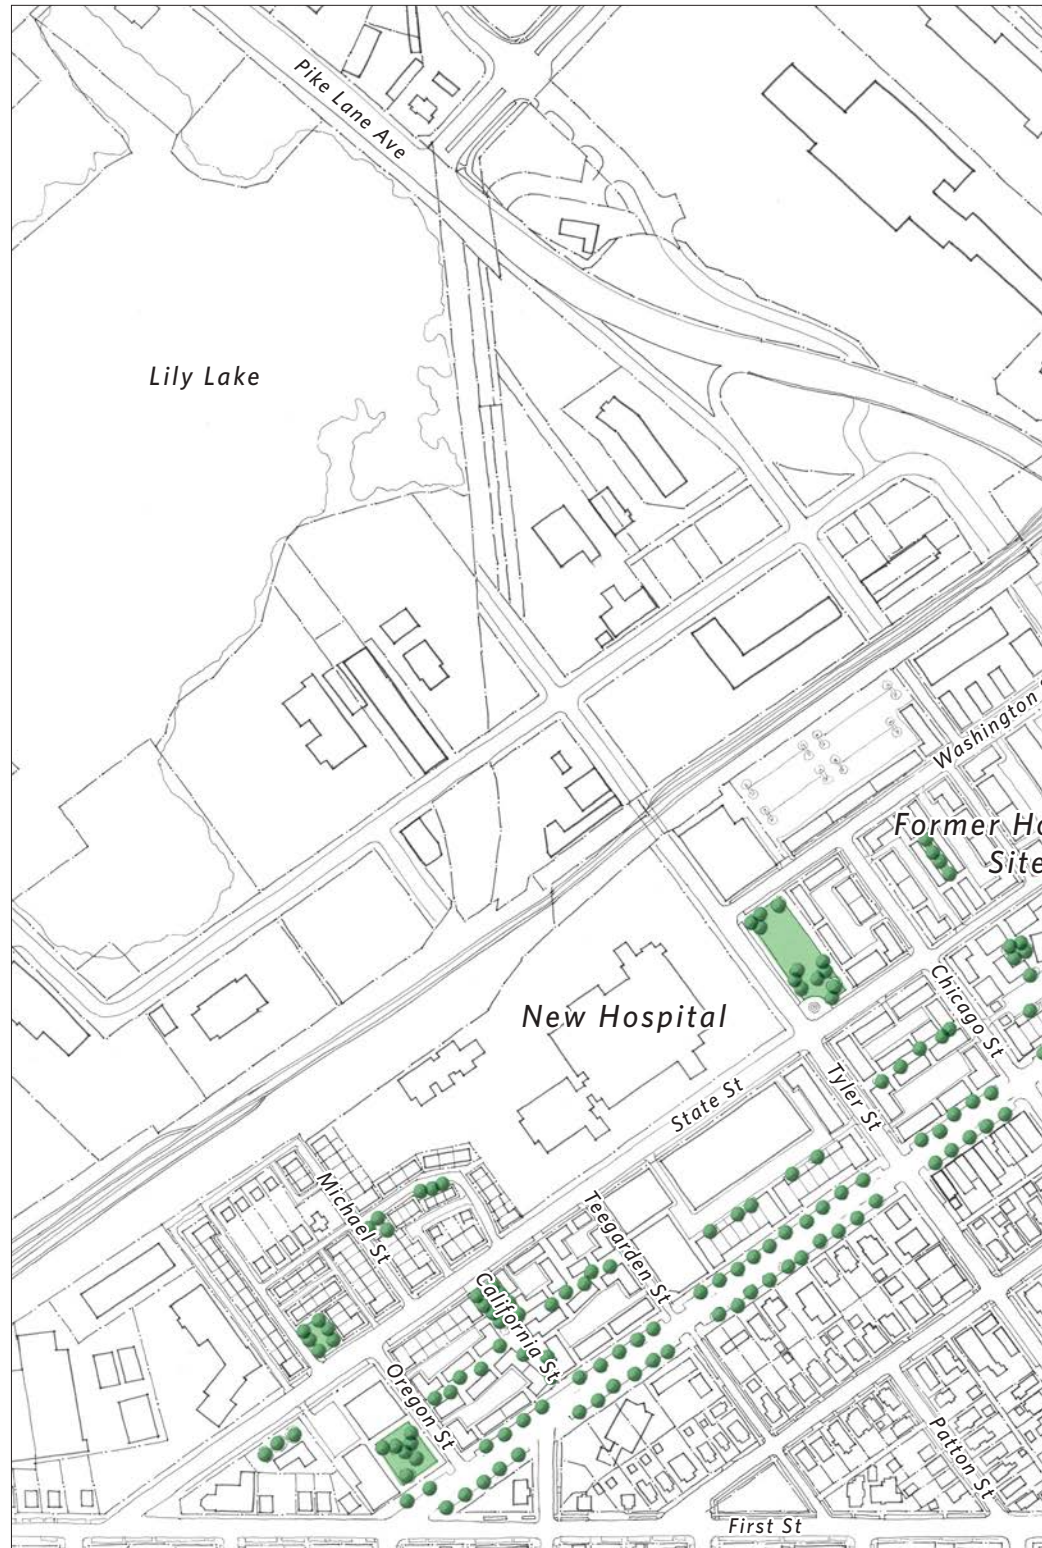 Pike Lane Ave
Lily Lake
Washington
Former Ho
Site
New Hospital
Chicago St
State St
Tyler St
Michael St
Teegarden St
California St
Oregon St
Patton St
First St